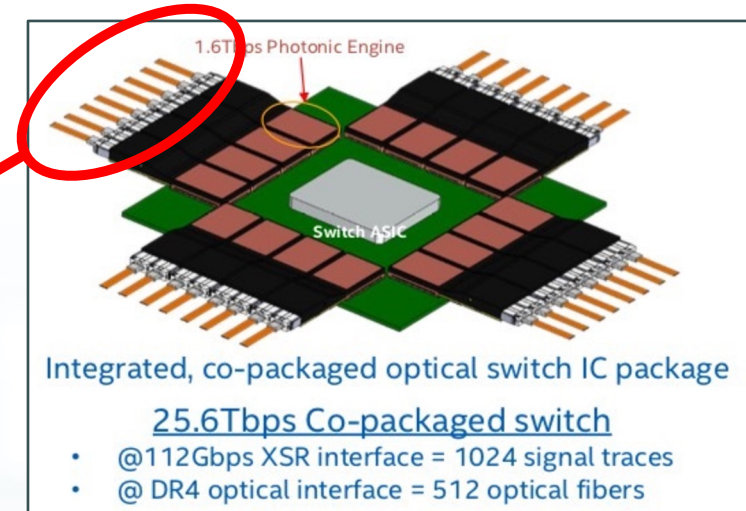 1.6Tbps Photonic Engine
Switch ASIC
Integrated, co-packaged optical switch IC package
25.6Tbps Co-packaged switch
• @112Gbps XSR interface = 1024 signal traces
• @ DR4 optical interface = 512 optical fibers